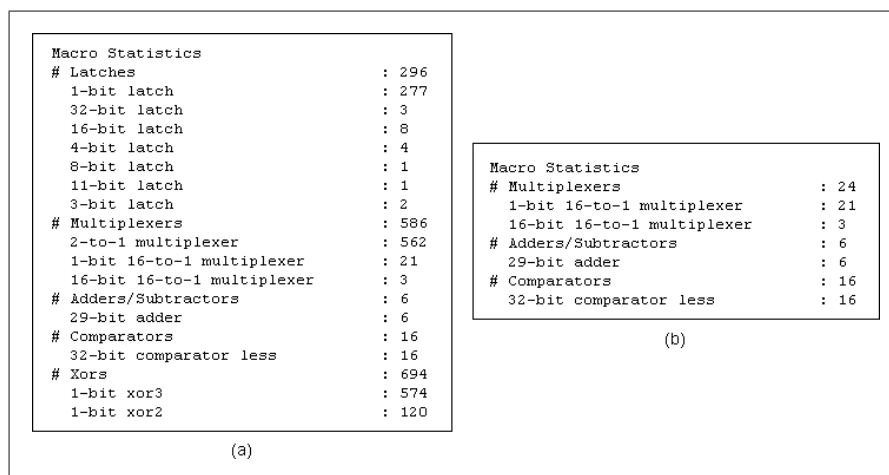 Macro Statistics
# Latches : 296
1-bit latch : 277
32-bit latch : 3
16-bit latch : 8
4-bit latch : 4
8-bit latch : 1
11-bit latch : 1
3-bit latch : 2
# Multiplexers : 586
2-to-1 multiplexer : 562
1-bit 16-to-1 multiplexer : 21
16-bit 16-to-1 multiplexer : 3
# Adders/Subtractors : 6
29-bit adder : 6
# Comparators : 16
32-bit comparator less : 16
# Xors : 694
1-bit xor3 : 574
1-bit xor2 : 120
(a)
Macro Statistics
# Multiplexers : 24
1-bit 16-to-1 multiplexer : 21
16-bit 16-to-1 multiplexer : 3
# Adders/Subtractors : 6
29-bit adder : 6
# Comparators : 16
32-bit comparator less : 16
(b)